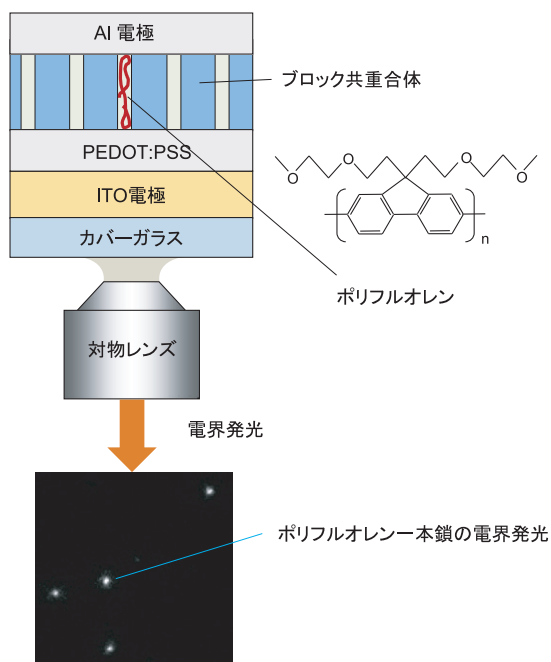 Al 電極
ブロック共重合体
PEDOT:PSS
ITO電極
カバーガラス
O
O
O
O
n
ポリフルオレン
対物レンズ
電界発光
ポリフルオレン一本鎖の電界発光